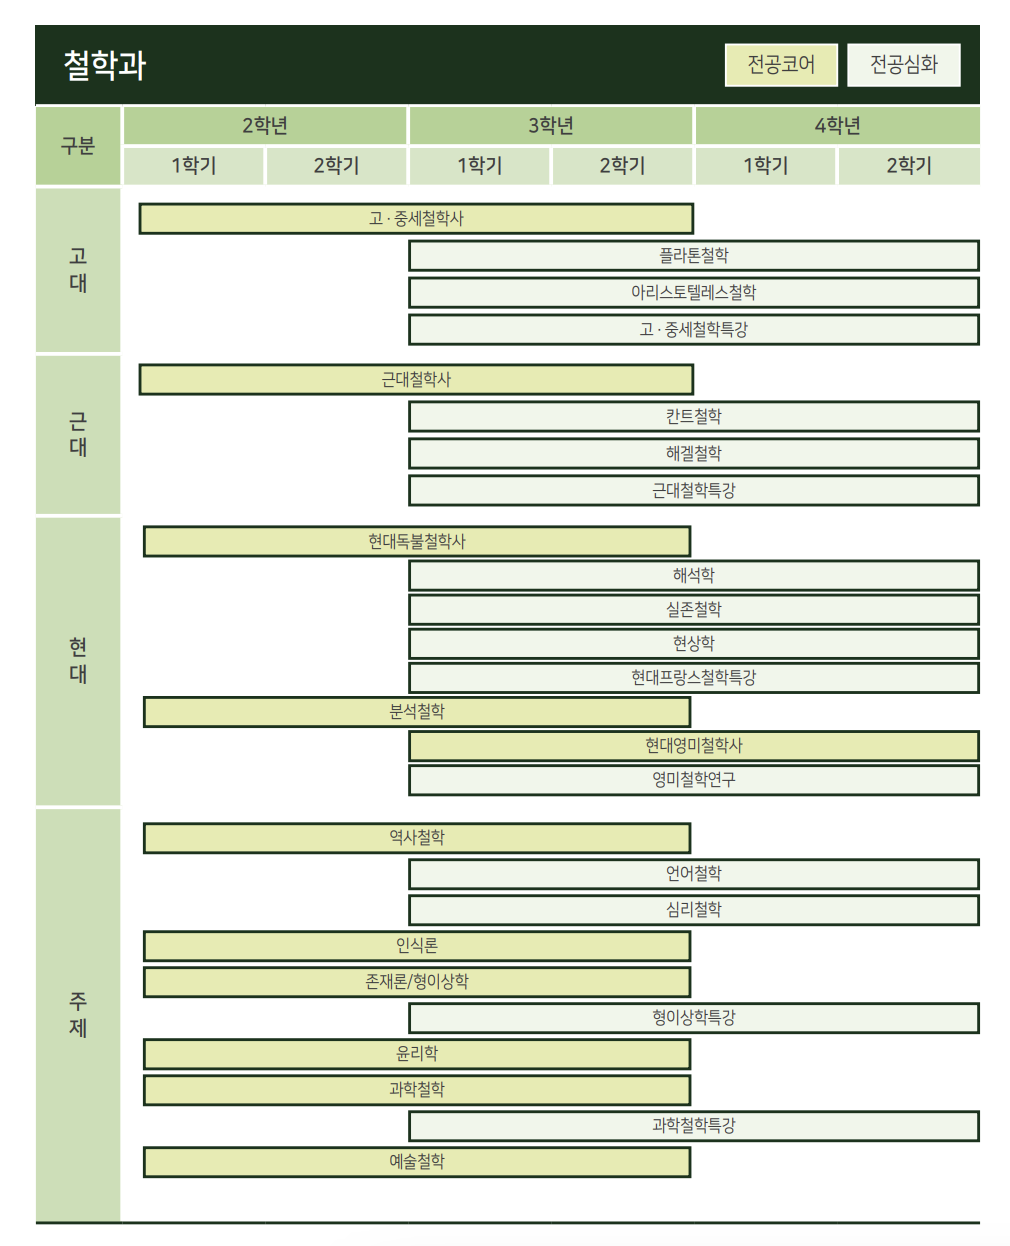 철학과
전공코어
전공심화
구분
2학년
3학년
4학년
1학기
2학기
1학기
2학기
1학기
2학기
고
대
고 · 중세철학사
플라톤철학
아리스토텔레스철학
고 · 중세철학특강
근
대
근대철학사
칸트철학
헤겔철학
근대철학특강
현
대
현대독불철학사
해석학
실존철학
현상학
현대프랑스철학특강
분석철학
현대영미철학사
영미철학연구
주
제
역사철학
언어철학
심리철학
인식론
존재론/형이상학
형이상학특강
윤리학
과학철학
과학철학특강
예술철학